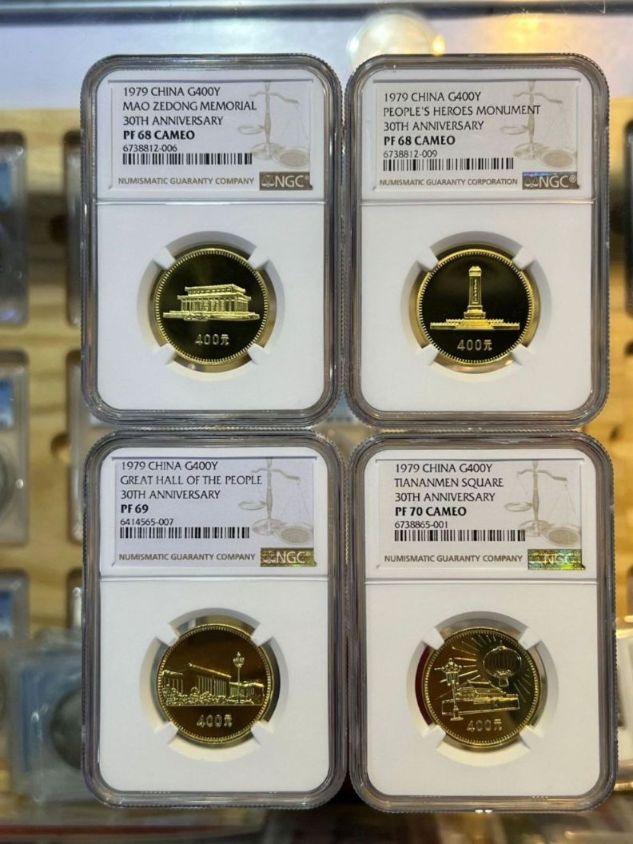 1979 CHINA G400Y
MAO ZEDONG MEMORIAL
30TH ANNIVERSARY
PF 68 CAMEO
6738812-006
NUMISMATIC GUARANTY COMPANY NGC®
400元
1979 CHINA G400Y
PEOPLE'S HEROES MONUMENT
30TH ANNIVERSARY
PF 68 CAMEO
6738812-009
NUMISMATIC GUARANTY CORPORATION NGC®
400元
1979 CHINA G400Y
GREAT HALL OF THE PEOPLE
30TH ANNIVERSARY
PF 69
6414565-007
NUMISMATIC GUARANTY COMPANY NGC
400元
1979 CHINA G400Y
TIANANMEN SQUARE
30TH ANNIVERSARY
PF 70 CAMEO
6738865-001
NUMISMATIC GUARANTY COMPANY NGC
400元